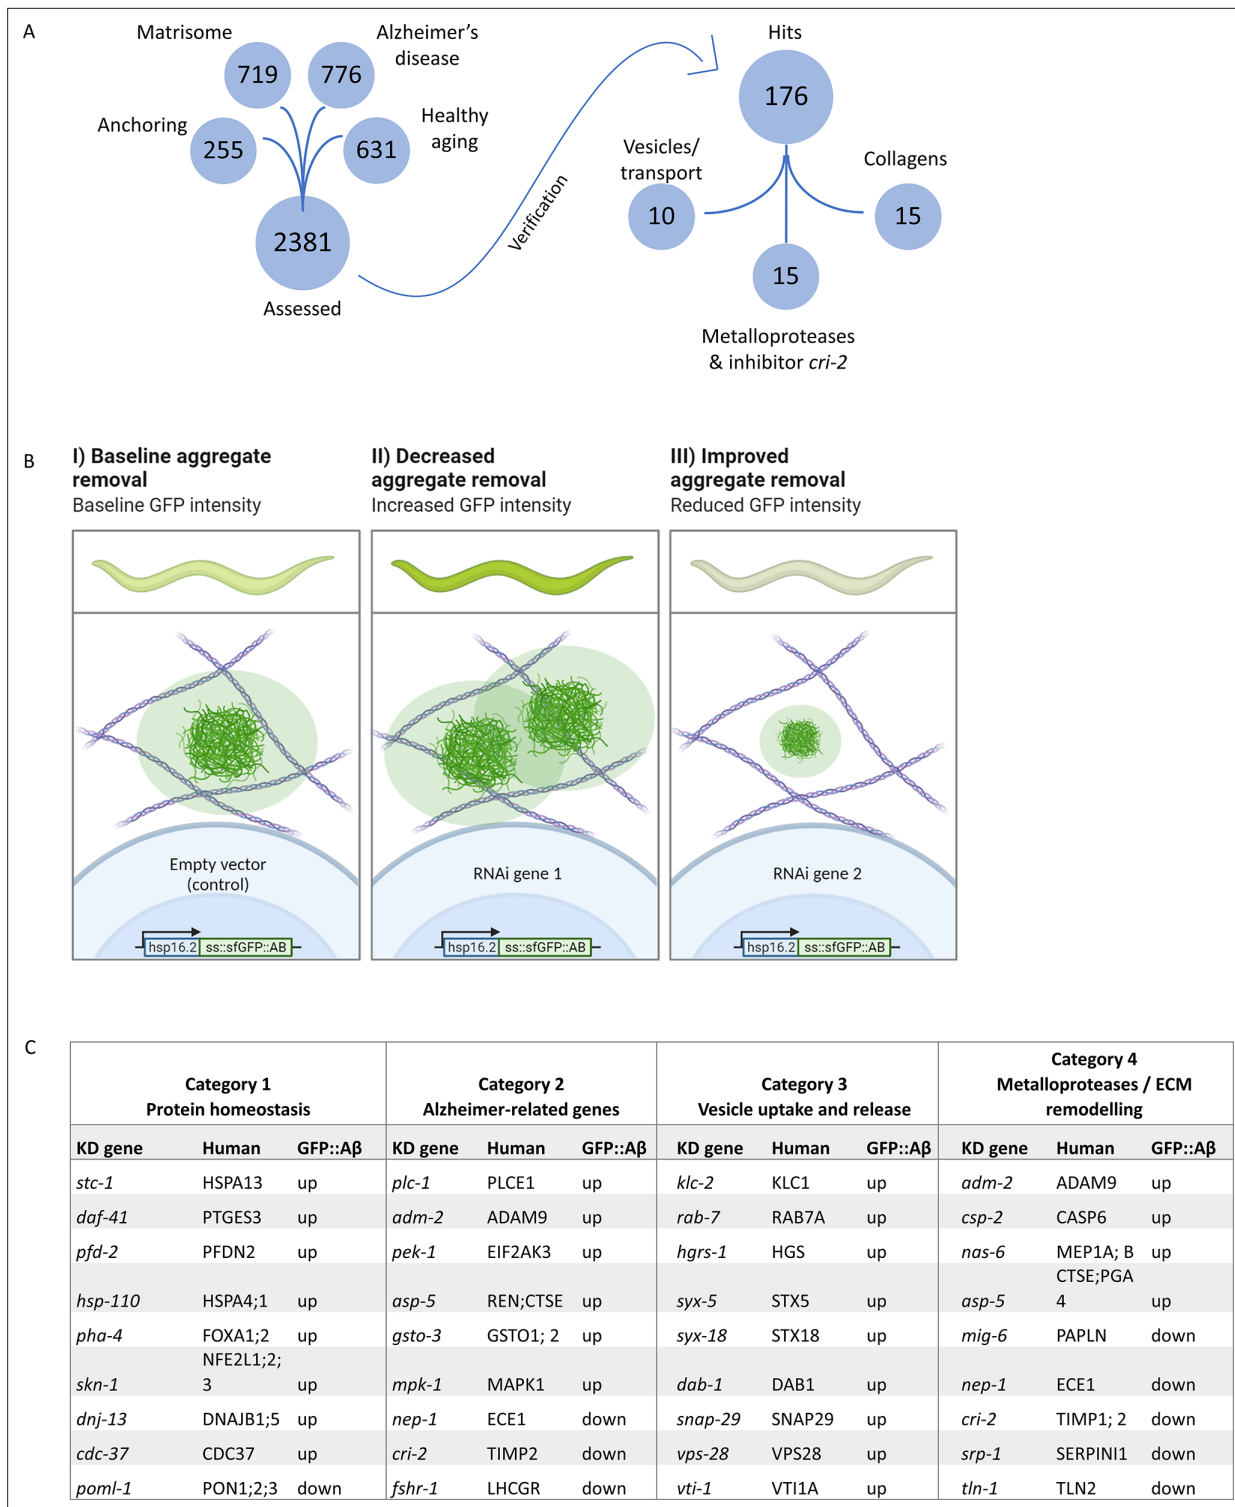 A
Matrisome
719
Alzheimer's
disease
776
Anchoring
255
Healthy
aging
631
2381
Assessed
Verification
Hits
176
Vesicles/
transport
10
Collagens
15
15
Metalloproteases
& inhibitor cri-2
B
I) Baseline aggregate
removal
Baseline GFP intensity
II) Decreased
aggregate removal
Increased GFP intensity
III) Improved
aggregate removal
Reduced GFP intensity
Empty vector
(control)
hsp16.2 ss::sfGFP::AB
RNAi gene 1
hsp16.2 ss::sfGFP::AB
RNAi gene 2
hsp16.2 ss::sfGFP::AB
C
Category 1
Protein homeostasis
Category 2
Alzheimer-related genes
Category 3
Vesicle uptake and release
Category 4
Metalloproteases / ECM
remodelling
KD gene Human GFP::Aβ KD gene Human GFP::Aβ KD gene Human GFP::Aβ KD gene Human GFP::Aβ
stc-1 HSPA13 up plc-1 PLCE1 up klc-2 KLC1 up adm-2 ADAM9 up
daf-41 PTGES3 up adm-2 ADAM9 up rab-7 RAB7A up csp-2 CASP6 up
pfd-2 PFDN2 up pek-1 EIF2AK3 up hgrs-1 HGS up nas-6 MEP1A; B up
CTSE;PGA
hsp-110 HSPA4;1 up asp-5 REN;CTSE up syx-5 STX5 up asp-5 4 up
pha-4 FOXA1;2 up gsto-3 GSTO1; 2 up syx-18 STX18 up mig-6 PAPLN down
NFE2L1;2;
skn-1 3 up mpk-1 MAPK1 up dab-1 DAB1 up nep-1 ECE1 down
dnj-13 DNAJB1;5 up nep-1 ECE1 down snap-29 SNAP29 up cri-2 TIMP1; 2 down
cdc-37 CDC37 up cri-2 TIMP2 down vps-28 VPS28 up srp-1 SERPINI1 down
poml-1 PON1;2;3 down fshr-1 LHCGR down vti-1 VTI1A up tln-1 TLN2 down